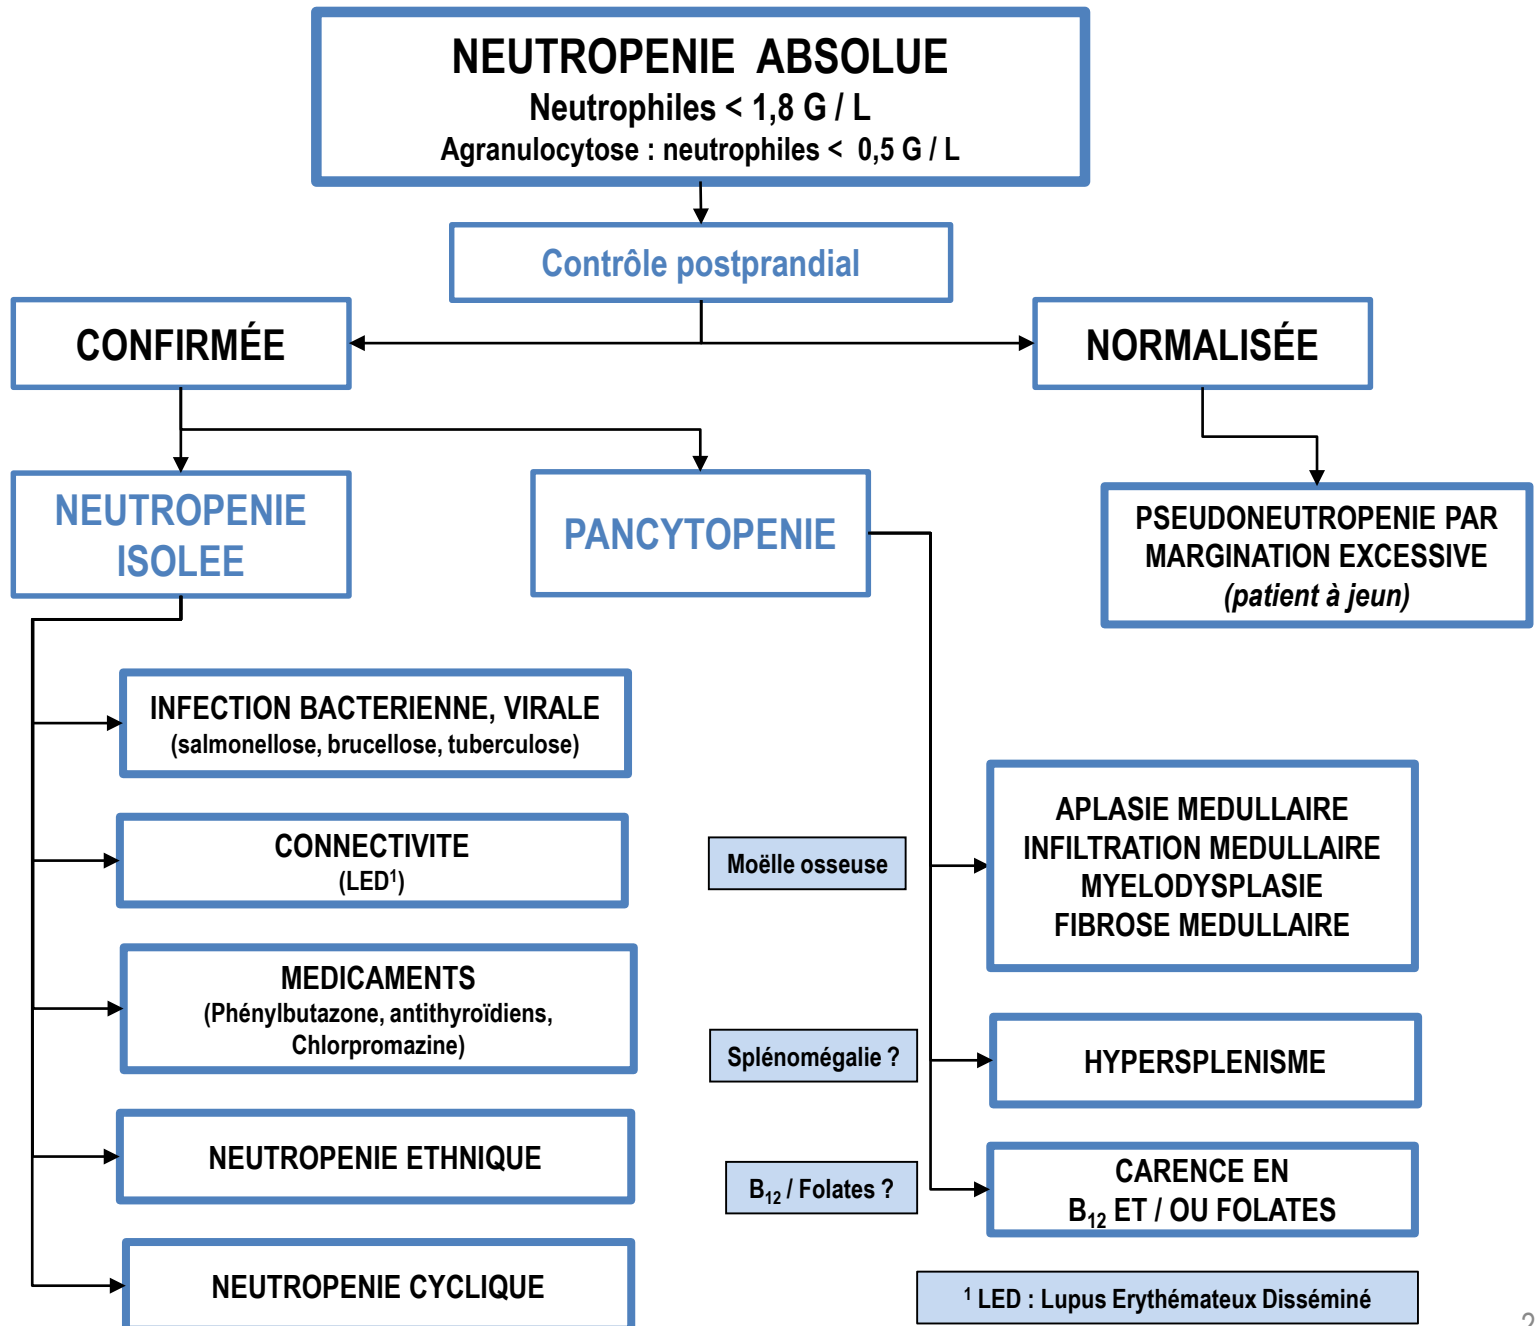 NEUTROPENIE ABSOLUE
Neutrophiles < 1,8 G / L
Agranulocytose : neutrophiles < 0,5 G / L
Contrôle postprandial
CONFIRMÉE
NORMALISÉE
NEUTROPENIE
ISOLEE
PANCYTOPENIE
PSEUDONEUTROPENIE PAR
MARGINATION EXCESSIVE
(patient à jeun)
INFECTION BACTERIENNE, VIRALE
(salmonellose, brucellose, tuberculose)
CONNECTIVITE
(LED¹)
MEDICAMENTS
(Phénylbutazone, antithyroïdiens,
Chlorpromazine)
NEUTROPENIE ETHNIQUE
NEUTROPENIE CYCLIQUE
Moëlle osseuse
APLASIE MEDULLAIRE
INFILTRATION MEDULLAIRE
MYELODYSPLASIE
FIBROSE MEDULLAIRE
Splénomégalie ?
HYPERSPLENISME
B₁₂ / Folates ?
CARENCE EN
B₁₂ ET / OU FOLATES
¹ LED : Lupus Erythémateux Disséminé